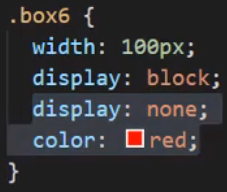 .box6 {
width: 100px;
display: block;
display: none;
color: red;
}